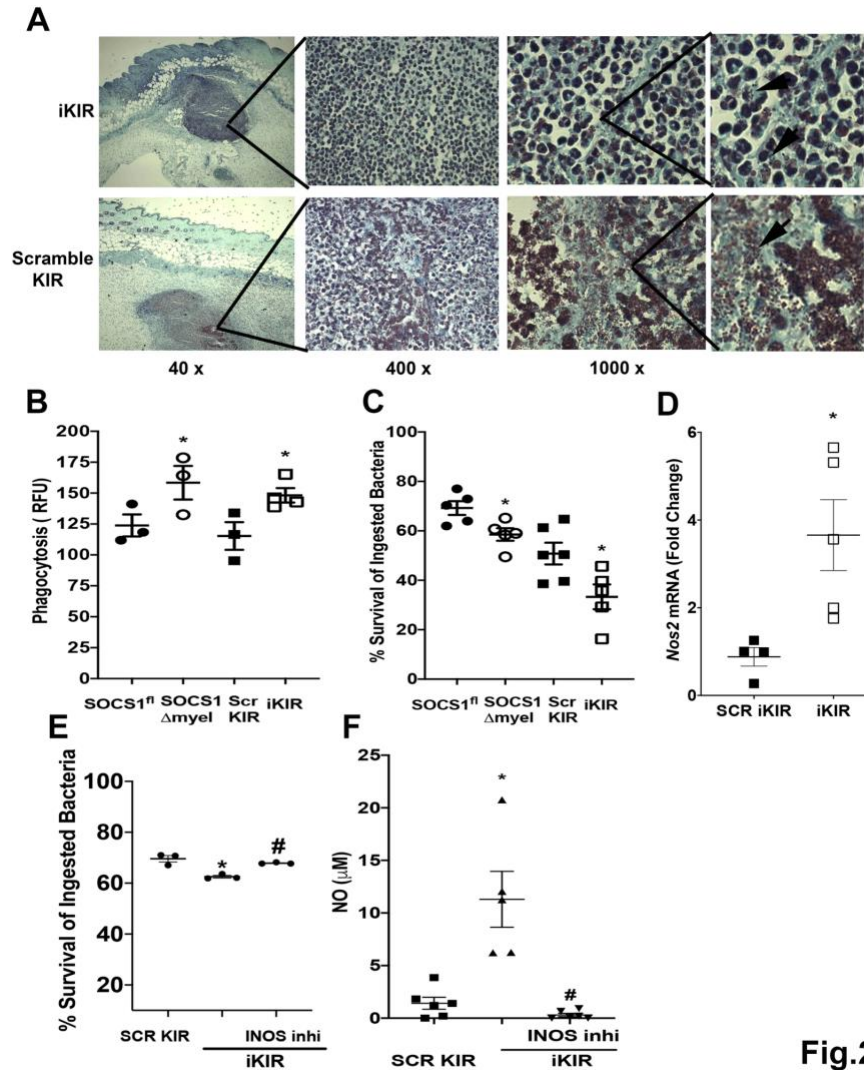 A
iKIR
Scramble
KIR
40 x
400 x
1000 x
B
Phagocytosis ( RFU)
200
175
150
125
100
75
50
25
0
*
*
SOCS1fl
SOCS1
Δmyel
Scr
KIR
iKIR
C
% Survival of Ingested Bacteria
100
80
60
40
20
0
*
*
SOCS1fl
SOCS1
Δmyel
Scr
KIR
iKIR
D
Nos2 mRNA (Fold Change)
6
4
2
0
*
SCR iKIR
iKIR
E
% Survival of Ingested Bacteria
100
80
60
40
20
*
#
SCR KIR
INOS inhi
iKIR
F
NO (μM)
25
20
15
10
5
0
*
#
SCR KIR
INOS inhi
iKIR